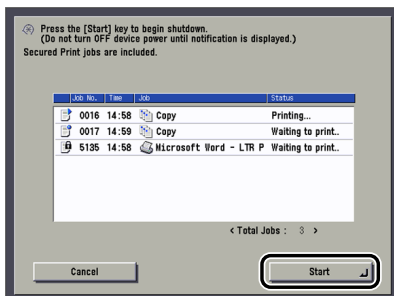 Press the [Start] key to begin shutdown.
(Do not turn OFF device power until notification is displayed.)
Secured Print jobs are included.
Job No. Time Job Status
0016 14:58 Copy Printing...
0017 14:59 Copy Waiting to print..
5135 14:58 Microsoft Word - LTR P Waiting to print..
< Total Jobs : 3 >
Cancel Start